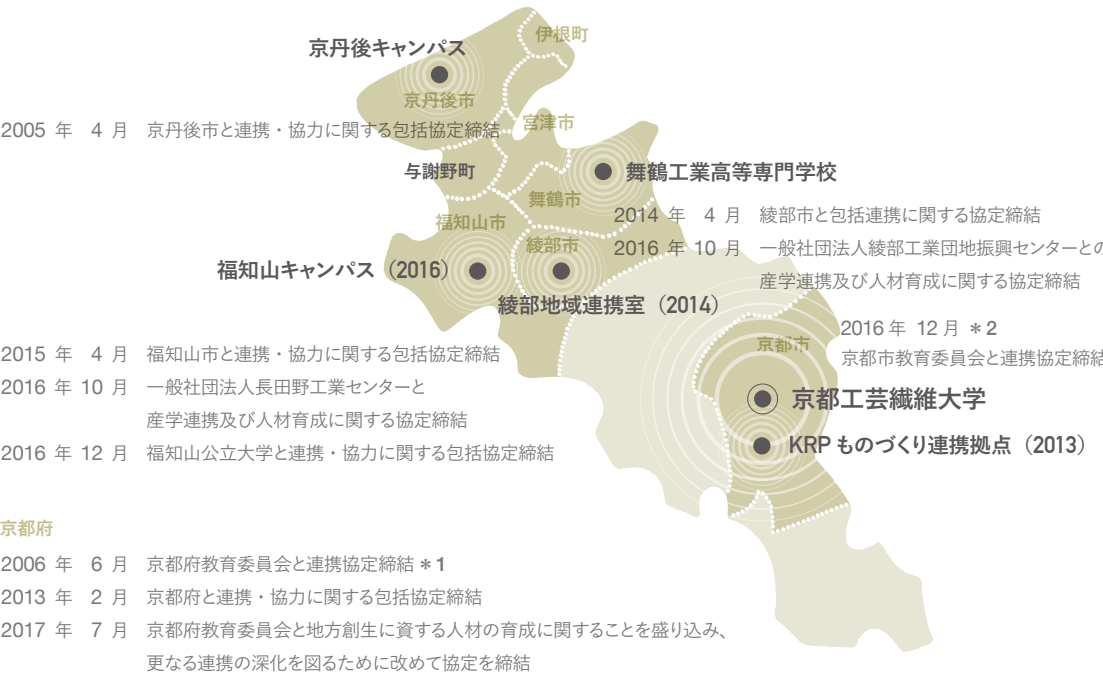 伊根町
京丹後キャンパス
京丹後市
2005 年 4 月 京丹後市と連携・協力に関する包括協定締結
宮津市
与謝野町
舞鶴工業高等専門学校
舞鶴市
2014 年 4 月 綾部市と包括連携に関する協定締結
福知山市
綾部市
2016 年 10 月 一般社団法人綾部工業団地振興センターとの
産学連携及び人材育成に関する協定締結
福知山キャンパス（2016）
綾部地域連携室（2014）
2016 年 12 月 ＊2
京都市教育委員会と連携協定締結
京都市
2015 年 4 月 福知山市と連携・協力に関する包括協定締結
2016 年 10 月 一般社団法人長田野工業センターと
産学連携及び人材育成に関する協定締結
2016 年 12 月 福知山公立大学と連携・協力に関する包括協定締結
京都工芸繊維大学
KRP ものづくり連携拠点（2013）
京都府
2006 年 6 月 京都府教育委員会と連携協定締結 ＊1
2013 年 2 月 京都府と連携・協力に関する包括協定締結
2017 年 7 月 京都府教育委員会と地方創生に資する人材の育成に関することを盛り込み、
更なる連携の深化を図るために改めて協定を締結